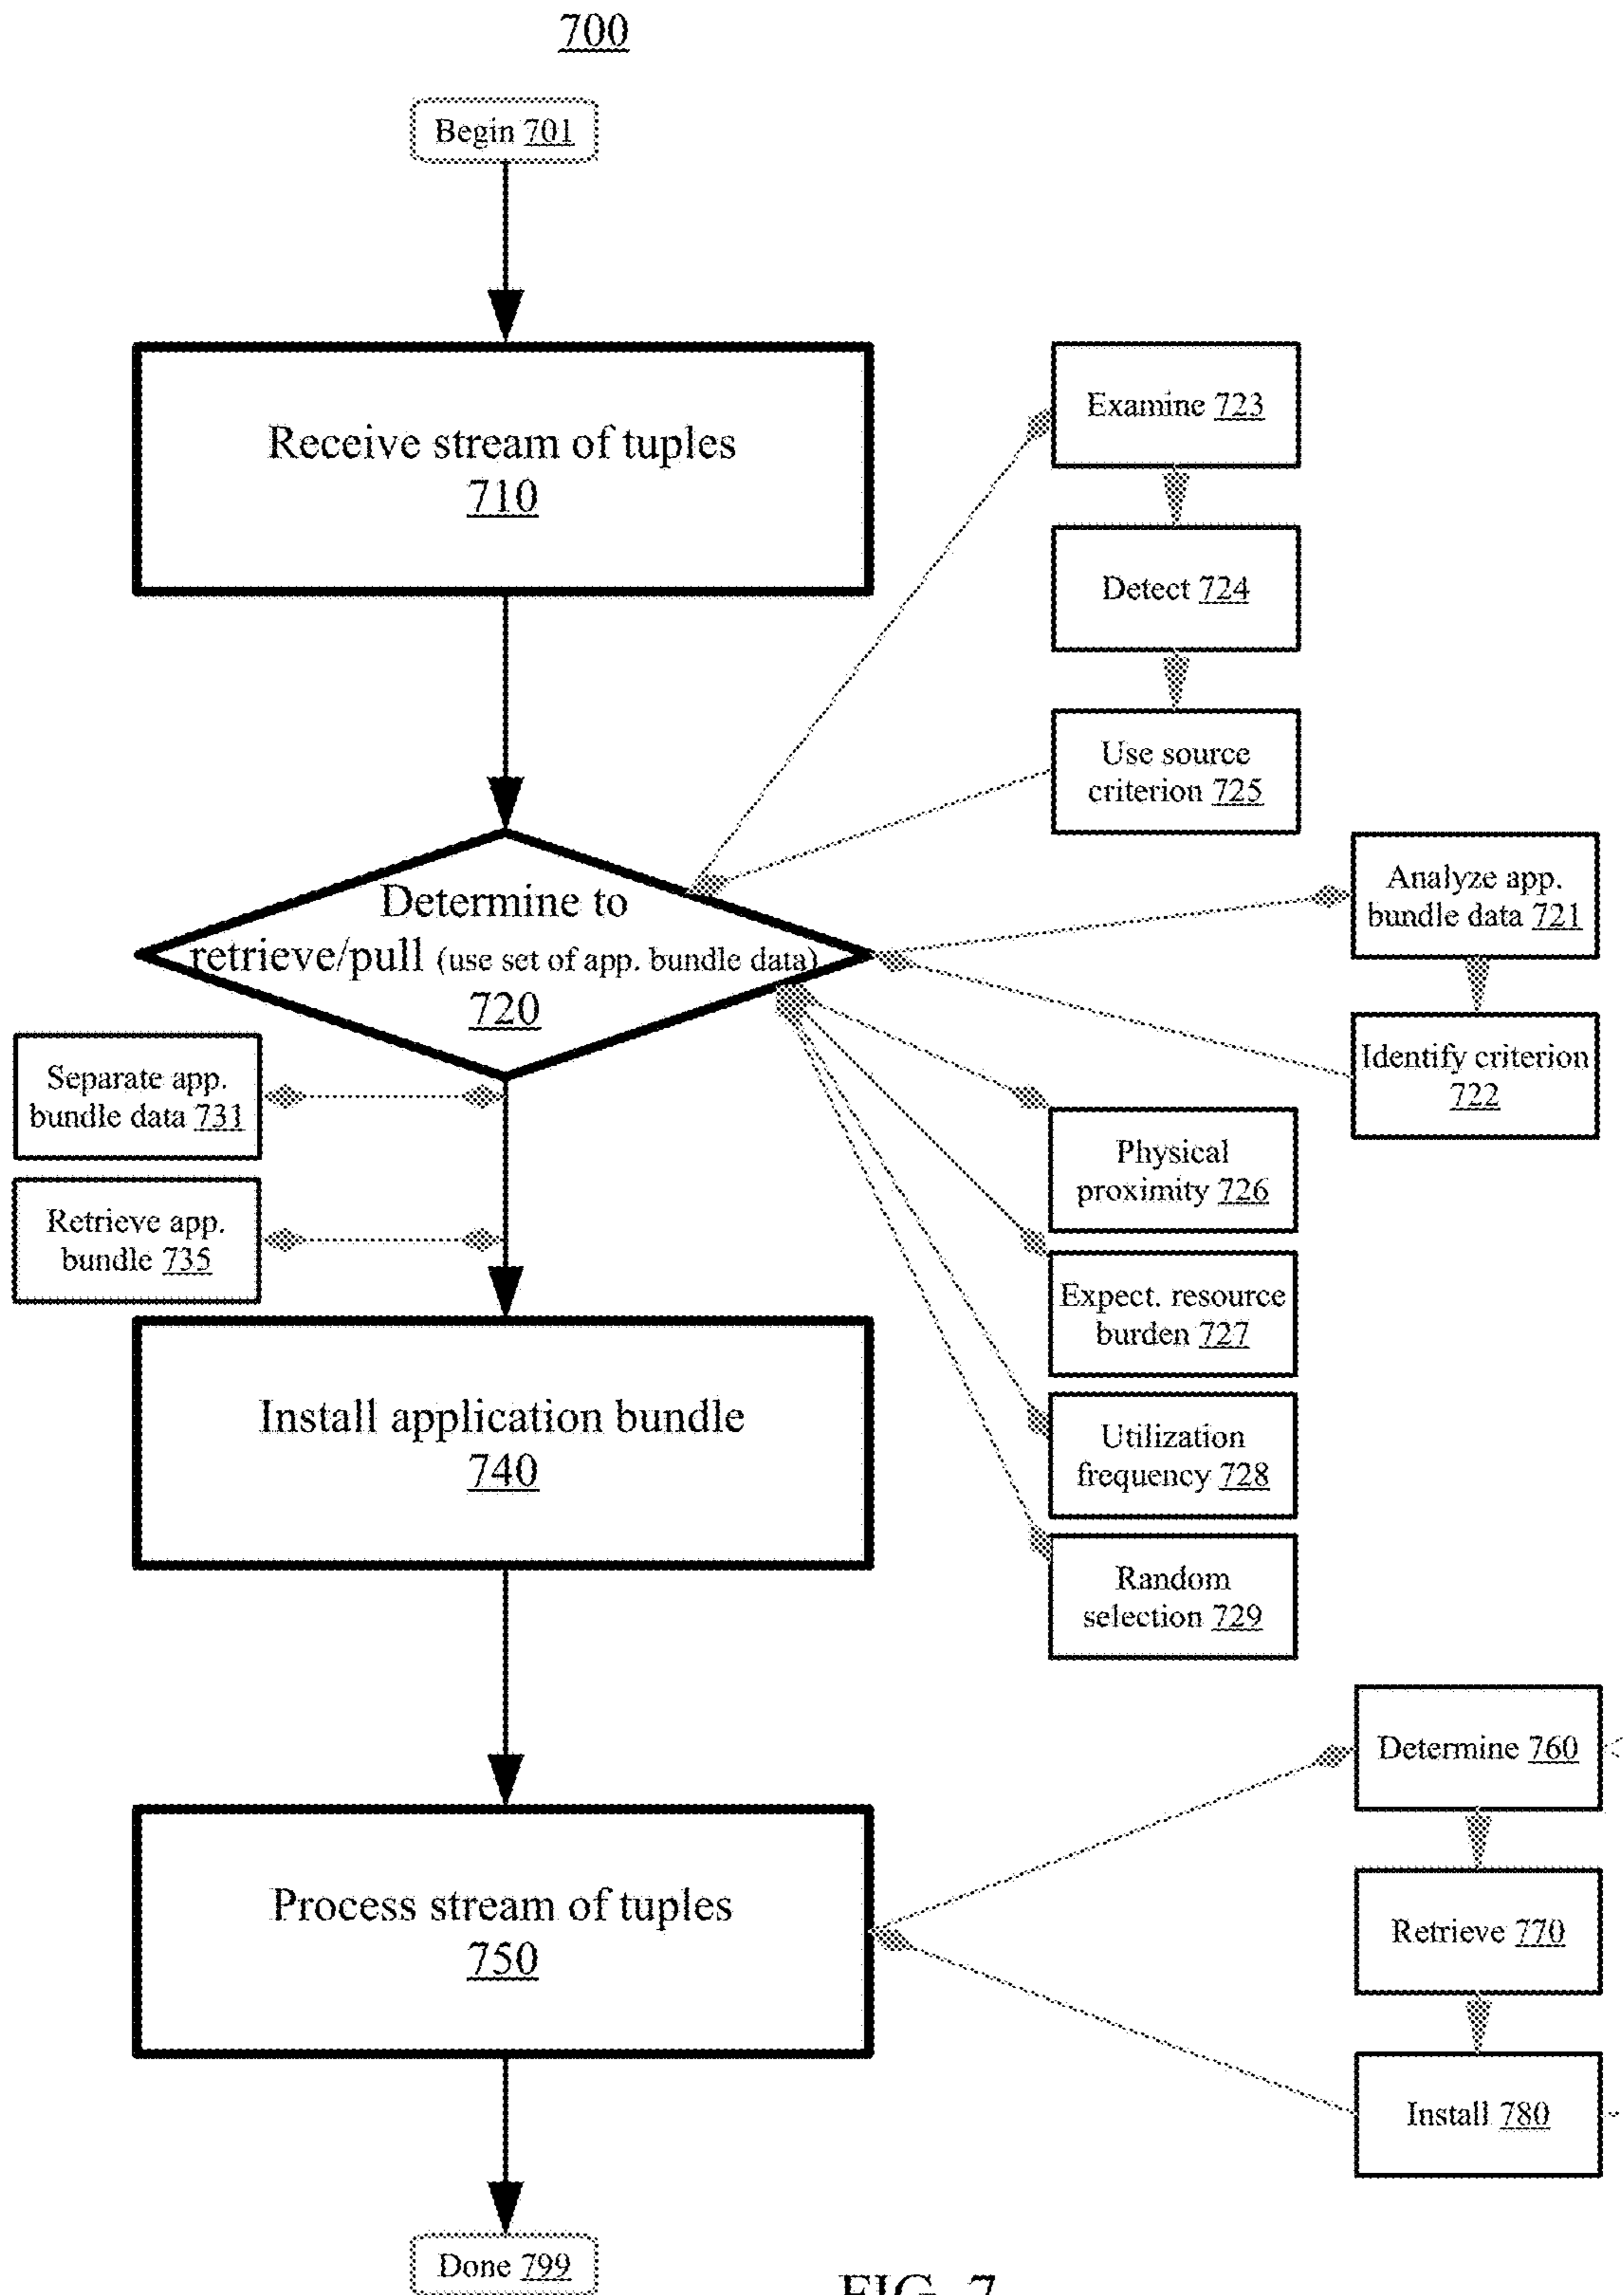 700
Begin 701
Receive stream of tuples
710
Examine 723
Detect 724
Use source
criterion 725
Determine to
retrieve/pull (use set of app. bundle data)
720
Analyze app.
bundle data 721
Identify criterion
722
Separate app.
bundle data 731
Retrieve app.
bundle 735
Physical
proximity 726
Expect. resource
burden 727
Utilization
frequency 728
Random
selection 729
Install application bundle
740
Determine 760
Retrieve 770
Install 780
Process stream of tuples
750
Done 799
FIG. 7